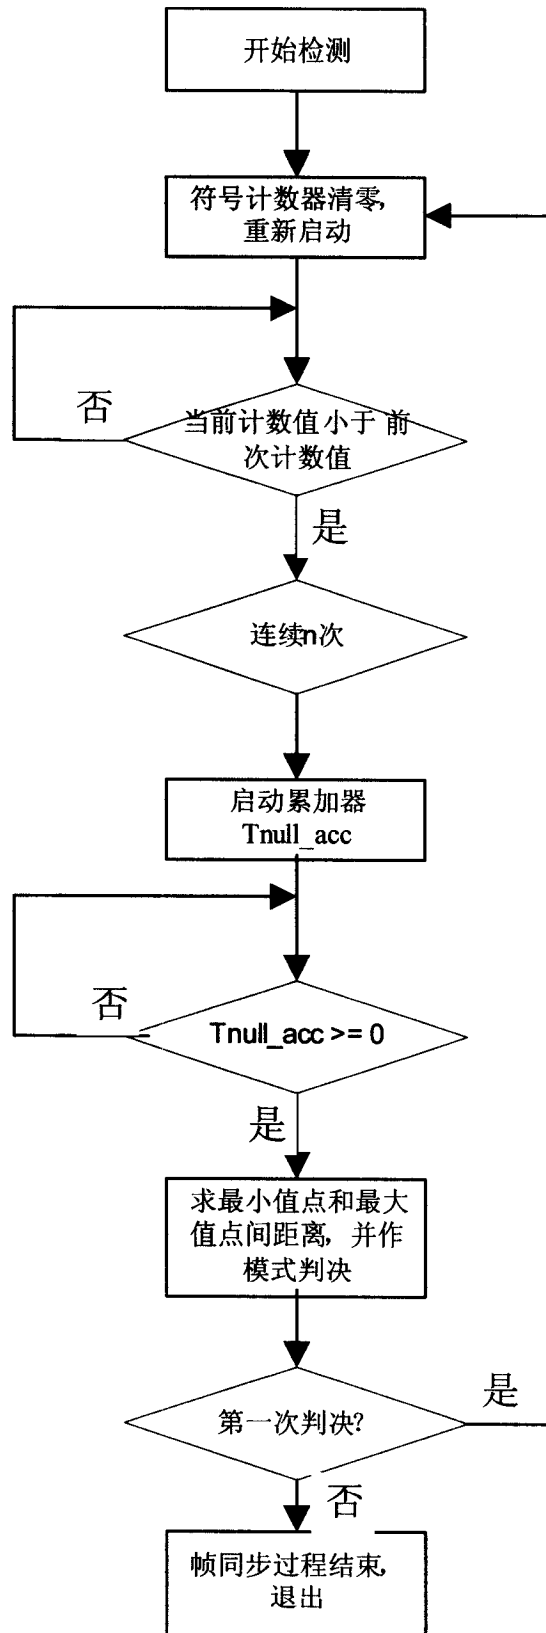 开始检测
符号计数器清零,
重新启动
否
当前计数值小于 前
次计数值
是
连续n次
启动累加器
Tnull_acc
否
Tnull_acc >= 0
是
求最小值点和最大
值点间距离, 并作
模式判决
是
第一次判决?
否
帧同步过程结束,
退出